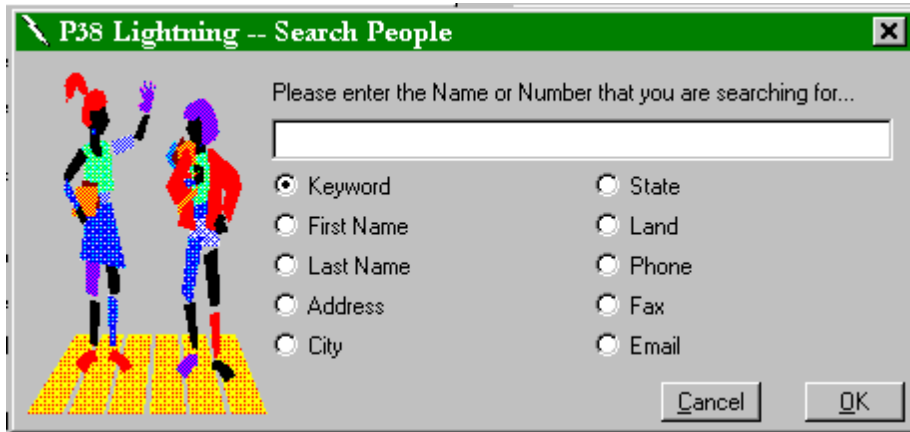 P38 Lightning -- Search People
Please enter the Name or Number that you are searching for...
Keyword
State
First Name
Land
Last Name
Phone
Address
Fax
City
Email
Cancel
OK